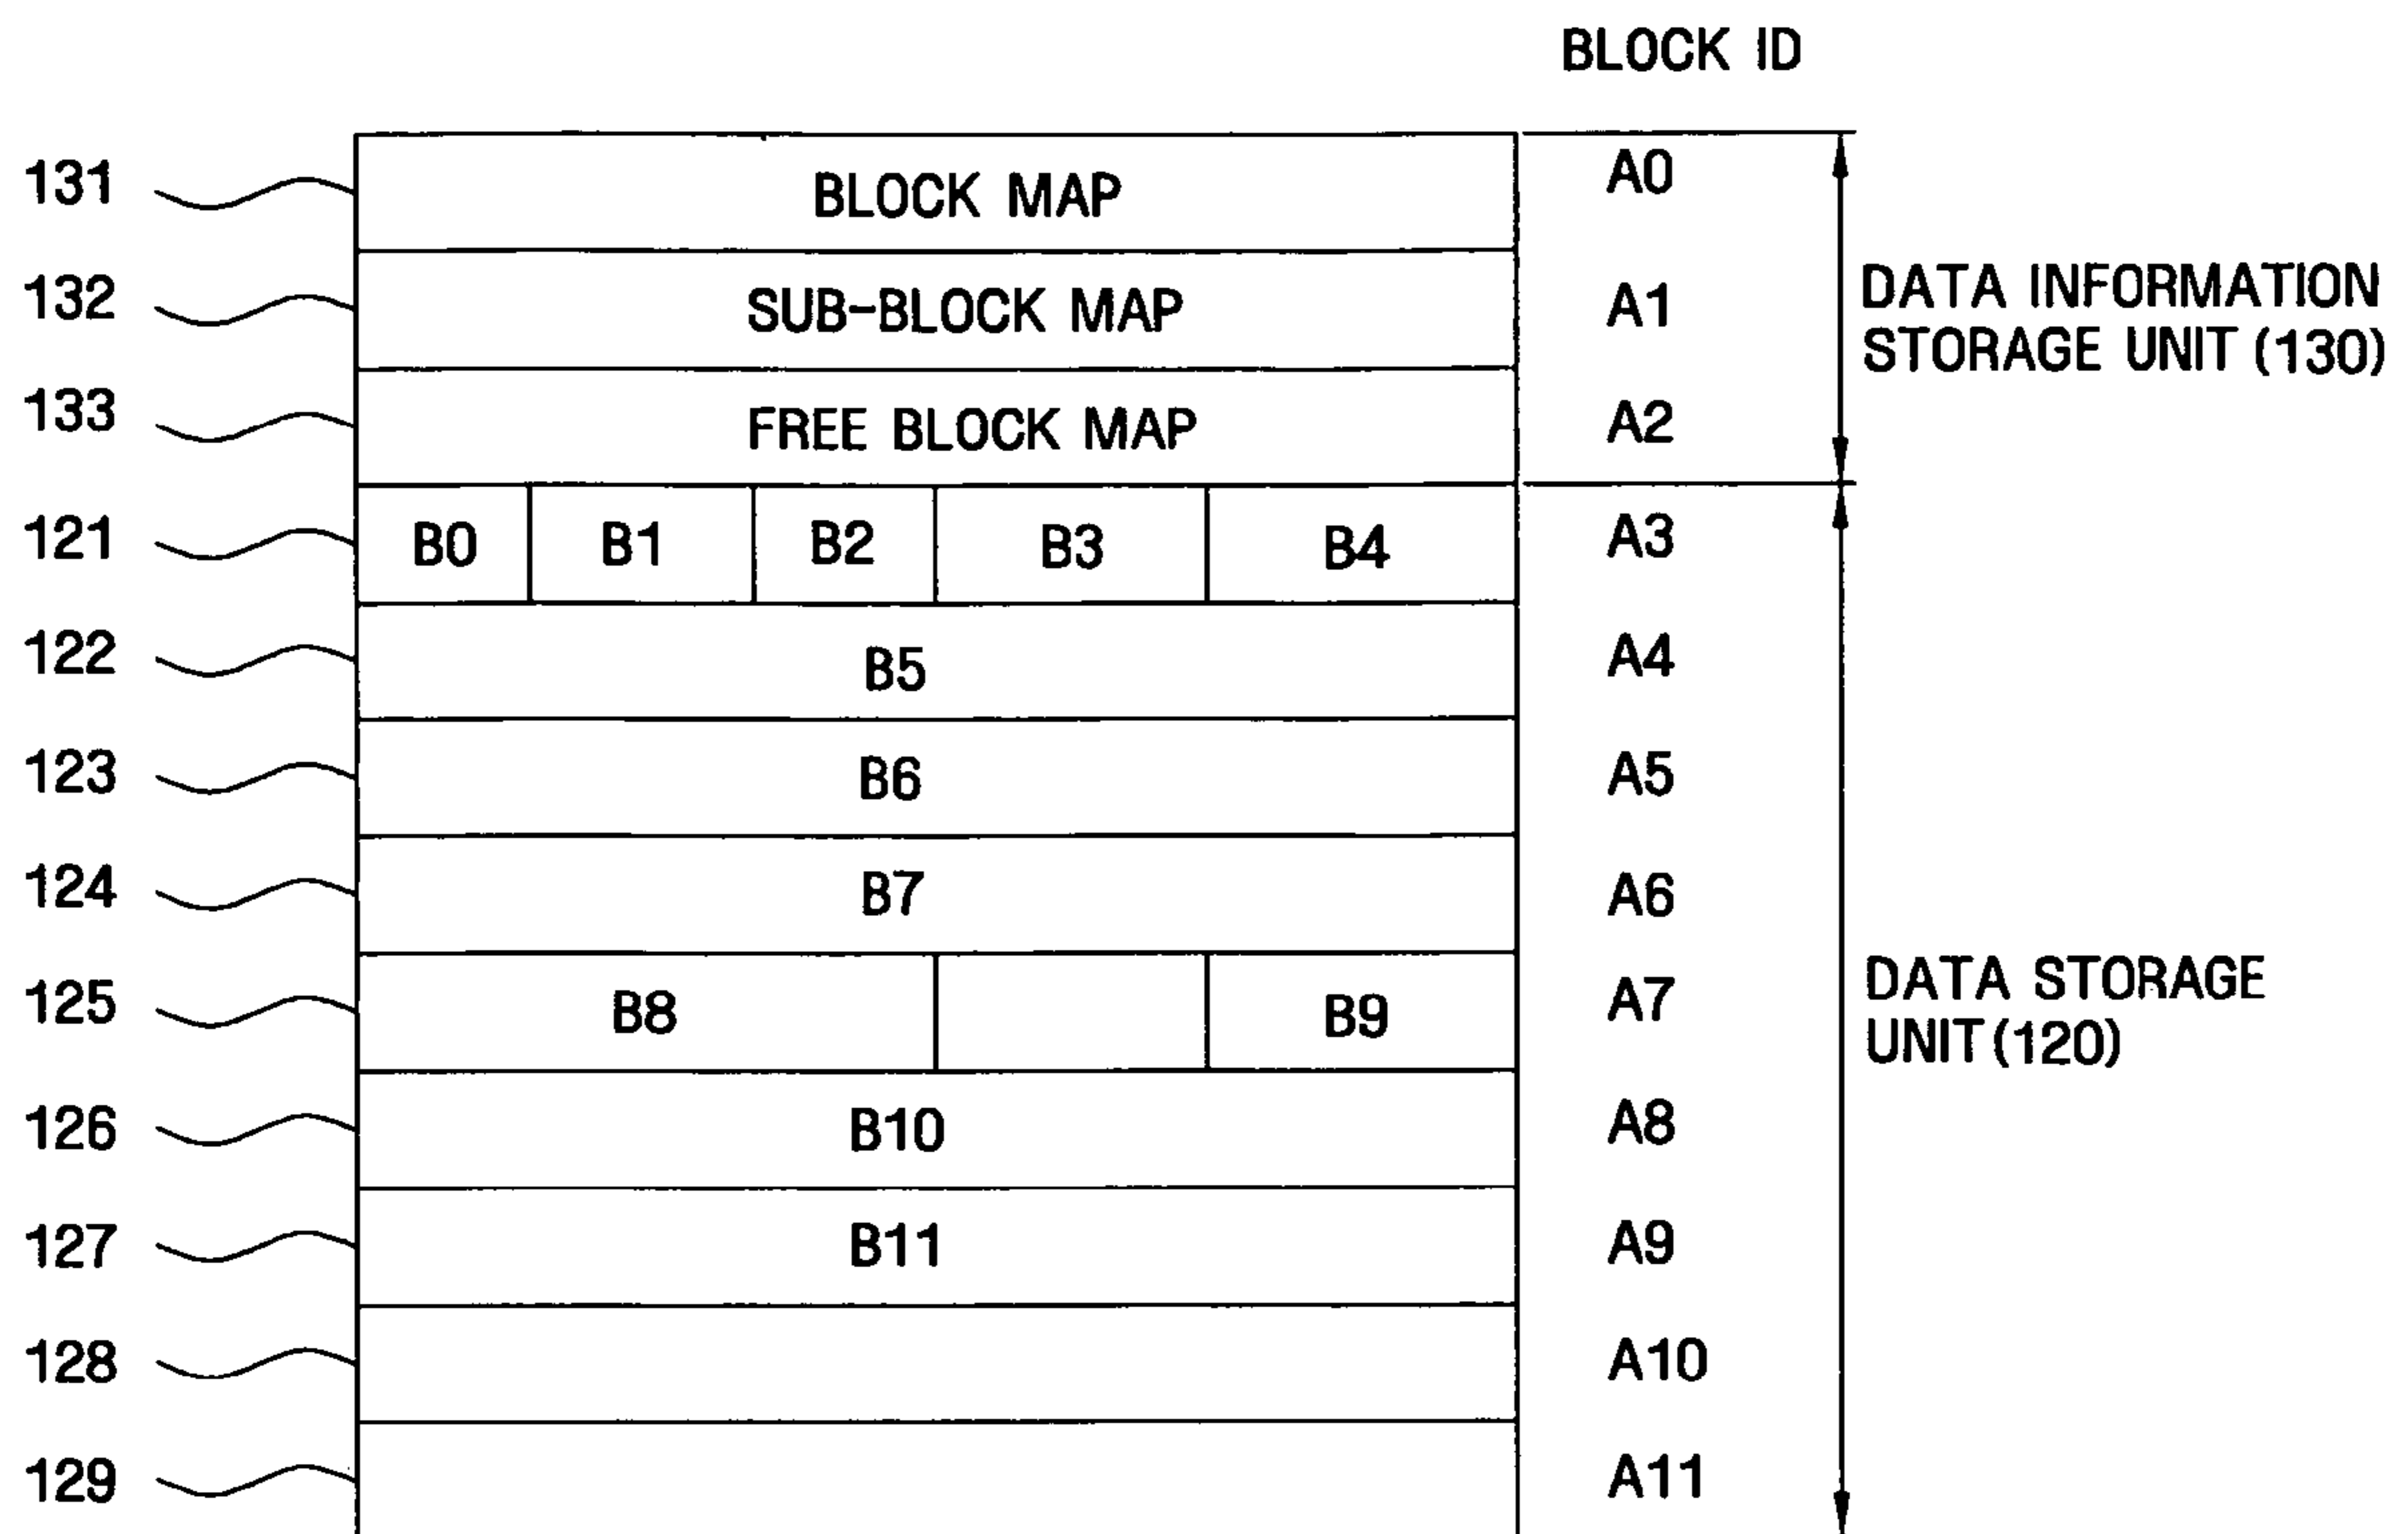 BLOCK ID
131 BLOCK MAP A0
132 SUB-BLOCK MAP A1
DATA INFORMATION
STORAGE UNIT (130)
133 FREE BLOCK MAP A2
121 B0 B1 B2 B3 B4 A3
122 B5 A4
123 B6 A5
124 B7 A6
125 B8 B9 A7
DATA STORAGE
UNIT (120)
126 B10 A8
127 B11 A9
128 A10
129 A11